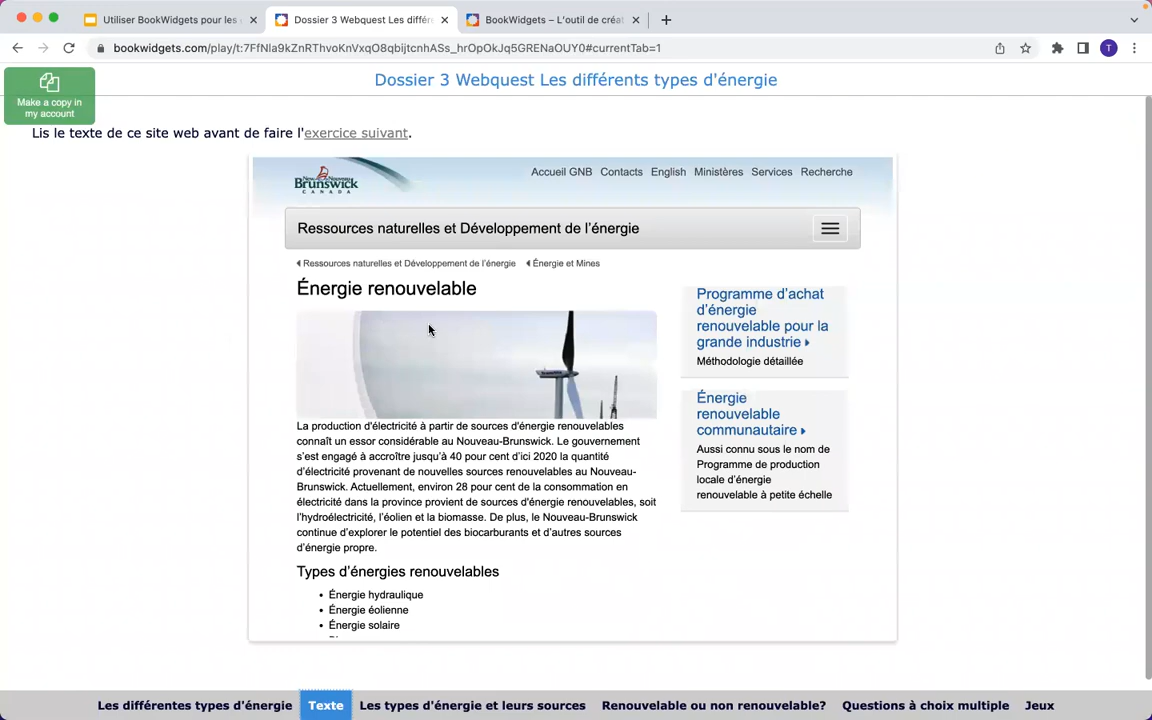 Utiliser BookWidgets pour les
Dossier 3 Webquest Les différe
BookWidgets – L'outil de créat
bookwidgets.com/play/t:7FfNla9kZnRThvoKnVxqO8qbijtcnhASs_hrOpOkJq5GRENaOUY0#currentTab=1
T
Make a copy in
my account
Dossier 3 Webquest Les différents types d'énergie
Lis le texte de ce site web avant de faire l'exercice suivant.
New Nouveau
Brunswick
CANADA
Accueil GNB Contacts English Ministères Services Recherche
Ressources naturelles et Développement de l'énergie
Ressources naturelles et Développement de l'énergie Énergie et Mines
Énergie renouvelable
La production d'électricité à partir de sources d'énergie renouvelables
connaît un essor considérable au Nouveau-Brunswick. Le gouvernement
s'est engagé à accroître jusqu'à 40 pour cent d'ici 2020 la quantité
d'électricité provenant de nouvelles sources renouvelables au Nouveau-
Brunswick. Actuellement, environ 28 pour cent de la consommation en
électricité dans la province provient de sources d'énergie renouvelables, soit
l'hydroélectricité, l'éolien et la biomasse. De plus, le Nouveau-Brunswick
continue d'explorer le potentiel des biocarburants et d'autres sources
d'énergie propre.
Types d'énergies renouvelables
• Énergie hydraulique
• Énergie éolienne
• Énergie solaire
Programme d'achat
d'énergie
renouvelable pour la
grande industrie
Méthodologie détaillée
Énergie
renouvelable
communautaire
Aussi connu sous le nom de
Programme de production
locale d'énergie
renouvelable à petite échelle
Les différentes types d'énergie Texte Les types d'énergie et leurs sources Renouvelable ou non renouvelable? Questions à choix multiple Jeux